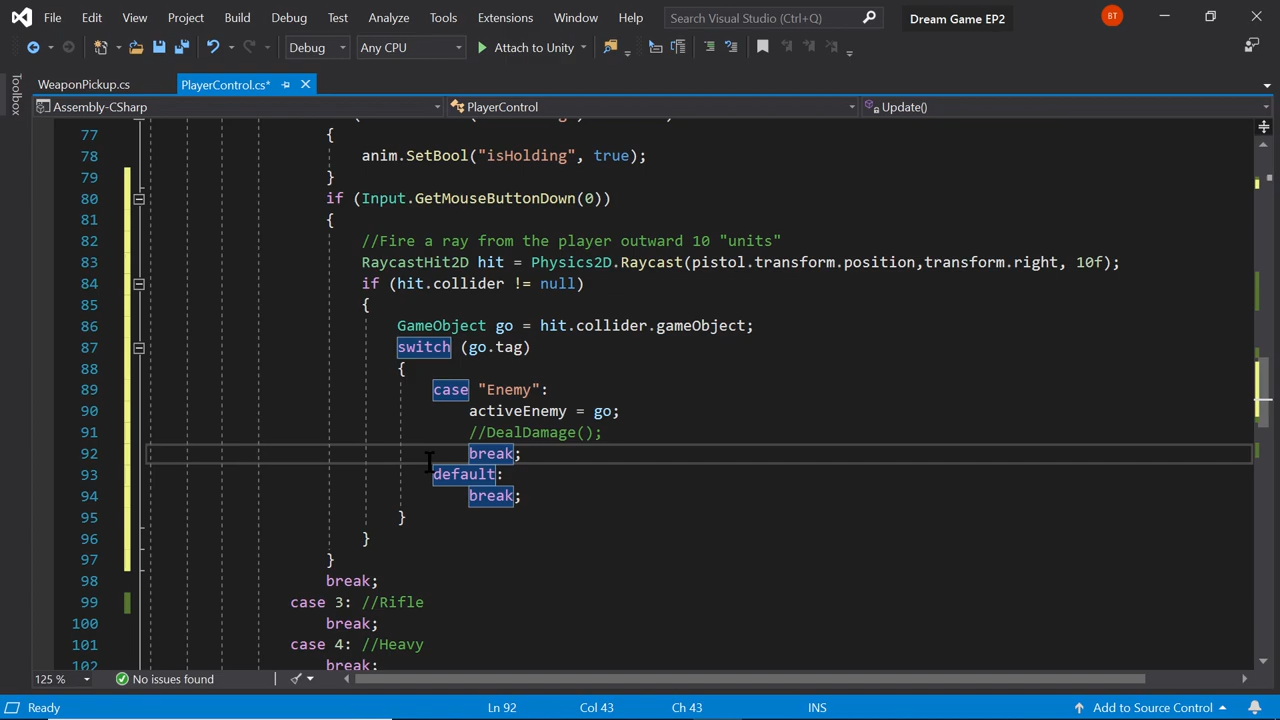 File Edit View Project Build Debug Test Analyze Tools Extensions Window Help Search Visual Studio (Ctrl+Q) Dream Game EP2 BT
Debug Any CPU Attach to Unity
WeaponPickup.cs PlayerControl.cs*
Toolbox
Assembly-CSharp PlayerControl Update()
77 {
78 anim.SetBool("isHolding", true);
79 }
80 if (Input.GetMouseButtonDown(0))
81 {
82 //Fire a ray from the player outward 10 "units"
83 RaycastHit2D hit = Physics2D.Raycast(pistol.transform.position,transform.right, 10f);
84 if (hit.collider != null)
85 {
86 GameObject go = hit.collider.gameObject;
87 switch (go.tag)
88 {
89 case "Enemy":
90 activeEnemy = go;
91 //DealDamage();
92 break;
93 default:
94 break;
95 }
96 }
97 }
98 break;
99 case 3: //Rifle
100 break;
101 case 4: //Heavy
102 break;
125 % No issues found
Ready Ln 92 Col 43 Ch 43 INS Add to Source Control